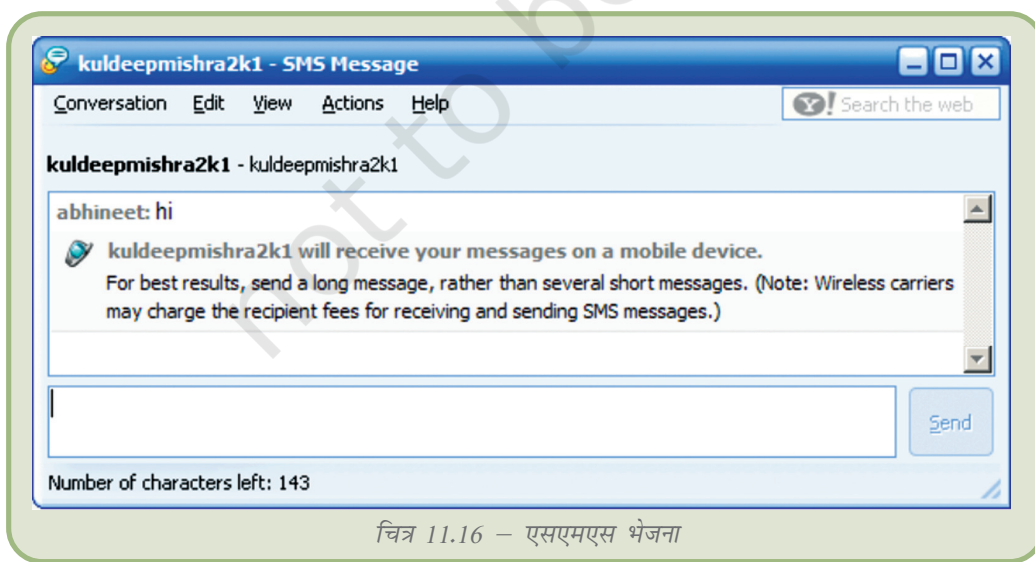 kuldeepmishra2k1 - SMS Message
Conversation Edit View Actions Help
Y! Search the web
kuldeepmishra2k1 - kuldeepmishra2k1
abhineet: hi
kuldeepmishra2k1 will receive your messages on a mobile device.
For best results, send a long message, rather than several short messages. (Note: Wireless carriers
may charge the recipient fees for receiving and sending SMS messages.)
Send
Number of characters left: 143
चित्र 11.16 – एसएमएस भेजना
not to be